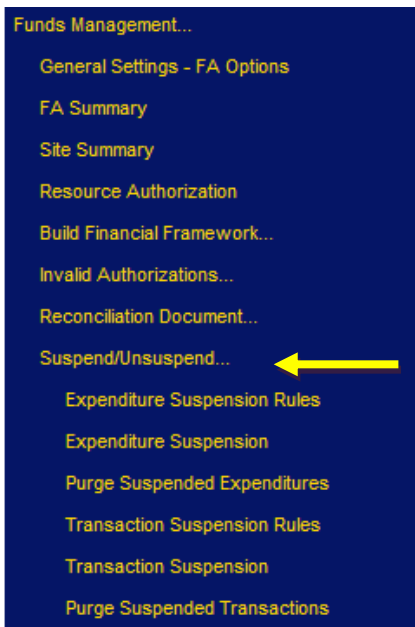 Funds Management...
General Settings - FA Options
FA Summary
Site Summary
Resource Authorization
Build Financial Framework...
Invalid Authorizations...
Reconciliation Document...
Suspend/Unsuspend...
Expenditure Suspension Rules
Expenditure Suspension
Purge Suspended Expenditures
Transaction Suspension Rules
Transaction Suspension
Purge Suspended Transactions